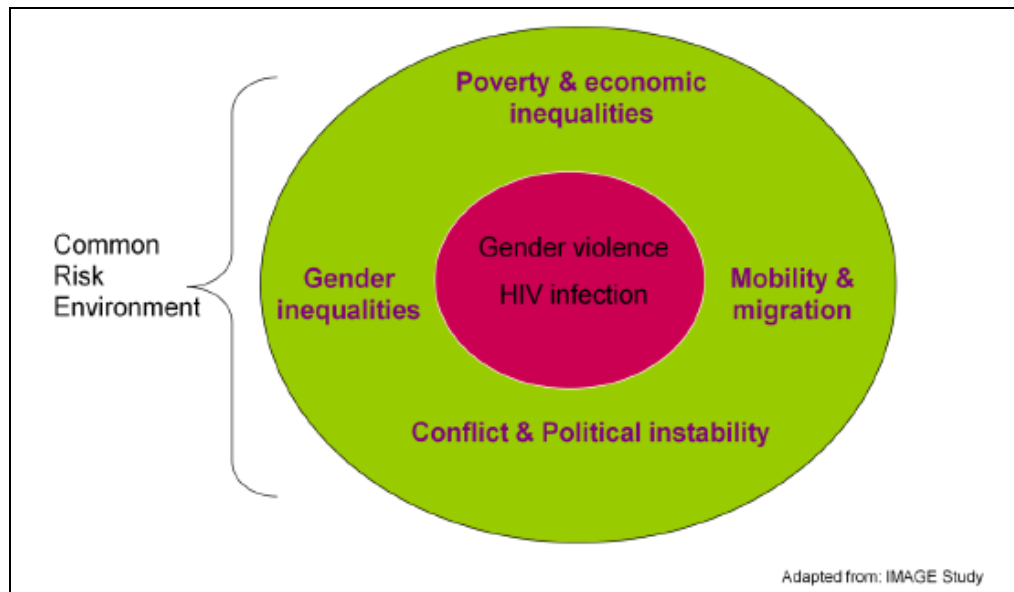 Poverty & economic
inequalities
Common
Risk
Environment
Gender
inequalities
Gender violence
HIV infection
Mobility &
migration
Conflict & Political instability
Adapted from: IMAGE Study